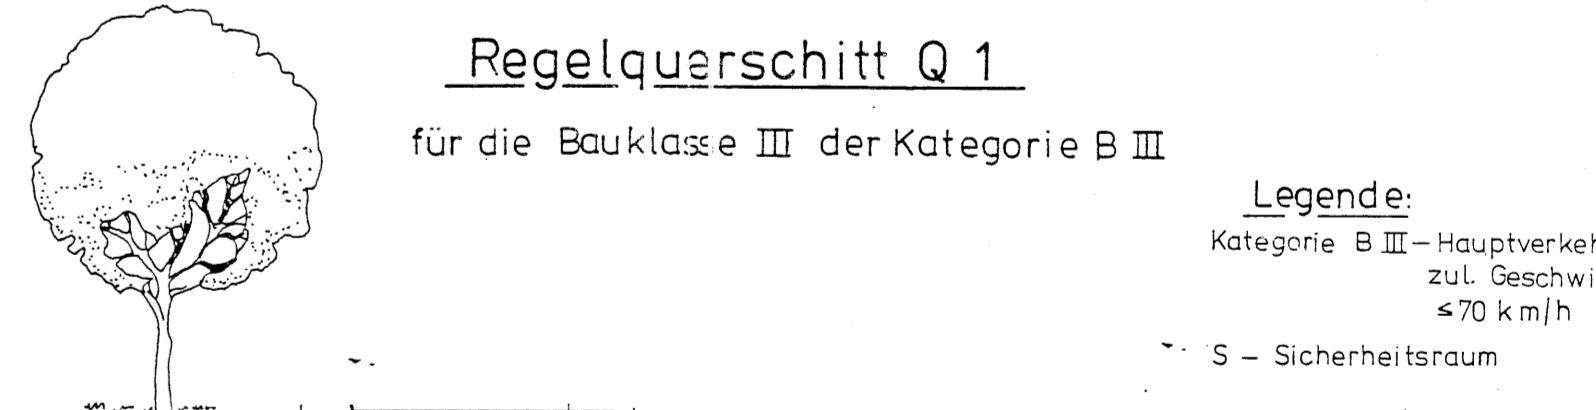 Regelquerschitt Q 1
für die Bauklasse III der Kategorie B III
Legende:
Kategorie B III – Hauptverkeh
zul. Geschwi
≤ 70 km/h
S – Sicherheitsraum